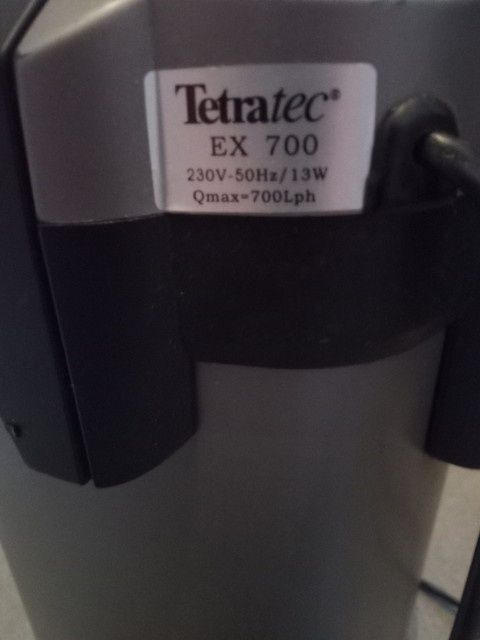 Tetratec®
EX 700
230V-50Hz/13W
Qmax=700Lph